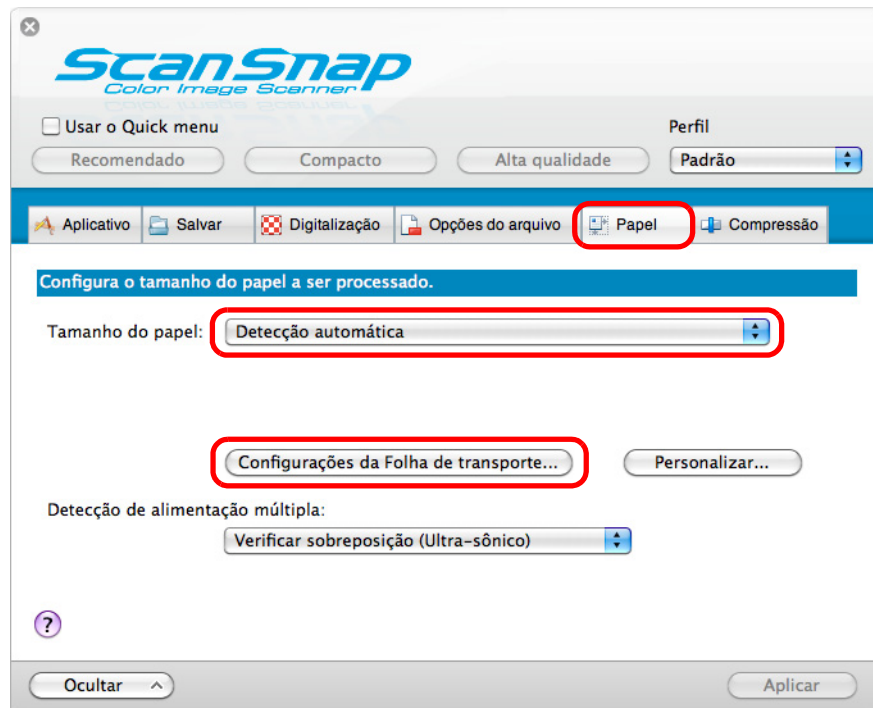 ScanSnap
Color Image Scanner
Usar o Quick menu
Perfil
Recomendado Compacto Alta qualidade Padrão
Aplicativo Salvar Digitalização Opções do arquivo Papel Compressão
Configura o tamanho do papel a ser processado.
Tamanho do papel: Detecção automática
Configurações da Folha de transporte... Personalizar...
Detecção de alimentação múltipla:
Verificar sobreposição (Ultra-sônico)
?
Ocultar Aplicar